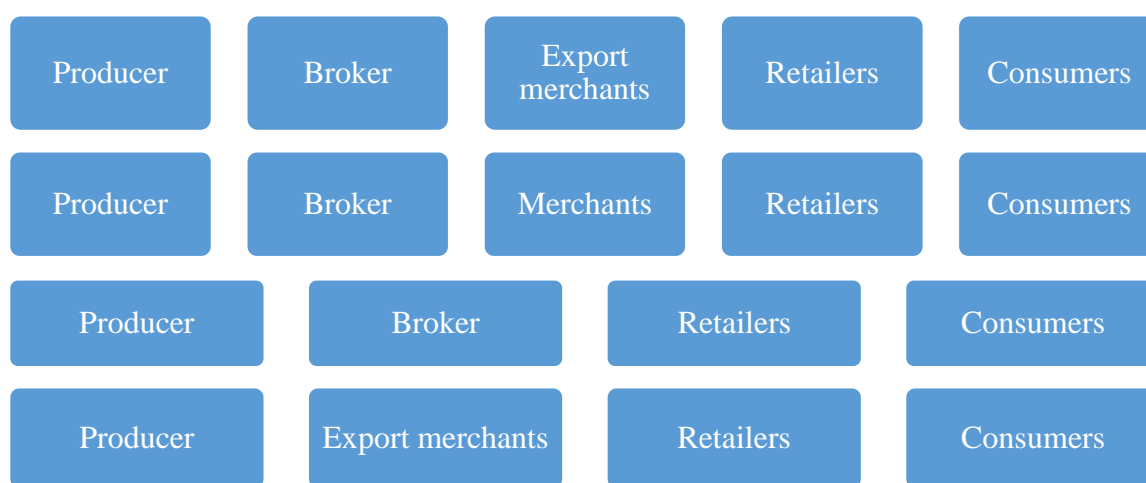 Producer
Broker
Export
merchants
Retailers
Consumers
Producer
Broker
Merchants
Retailers
Consumers
Producer
Broker
Retailers
Consumers
Producer
Export merchants
Retailers
Consumers